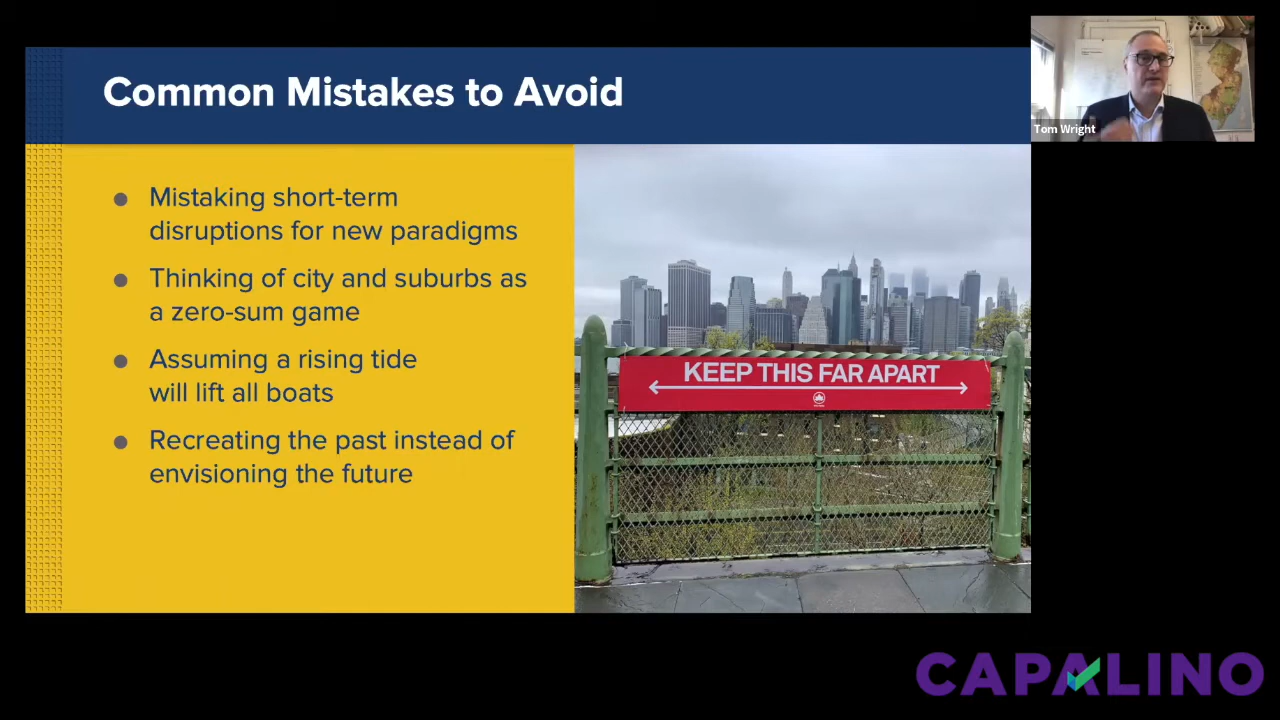 Common Mistakes to Avoid
Mistaking short-term
disruptions for new paradigms
Thinking of city and suburbs as
a zero-sum game
Assuming a rising tide
will lift all boats
Recreating the past instead of
envisioning the future
KEEP THIS FAR APART
Tom Wright
CAPALINO